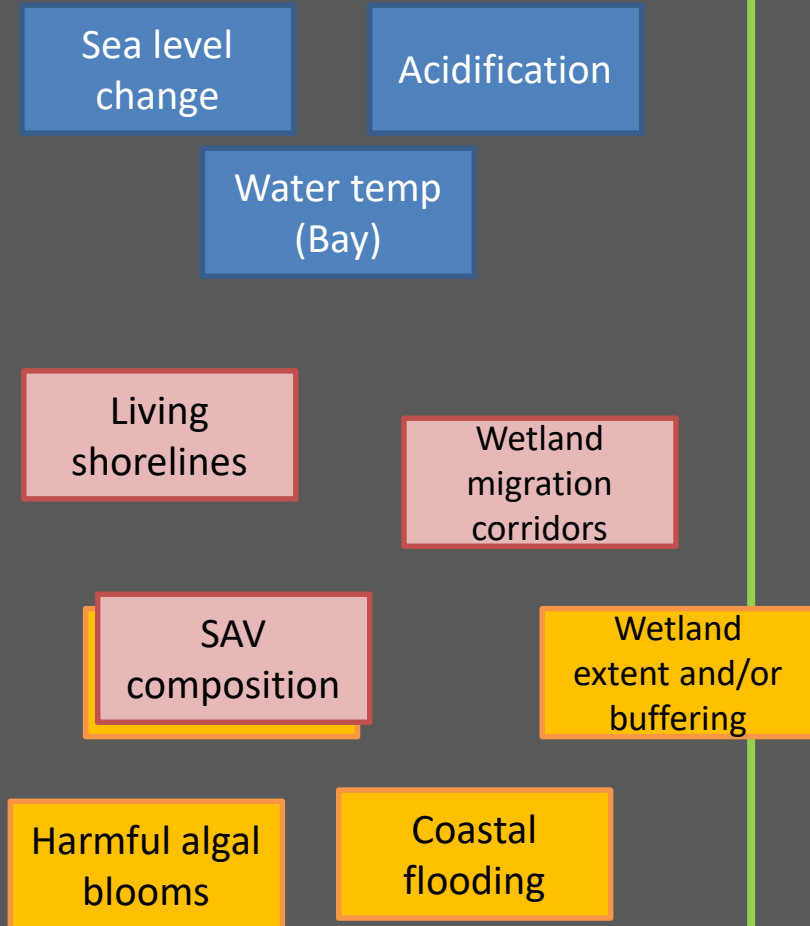 Sea level
change
Acidification
Water temp
(Bay)
Living
shorelines
Wetland
migration
corridors
SAV
composition
Wetland
extent and/or
buffering
Harmful algal
blooms
Coastal
flooding